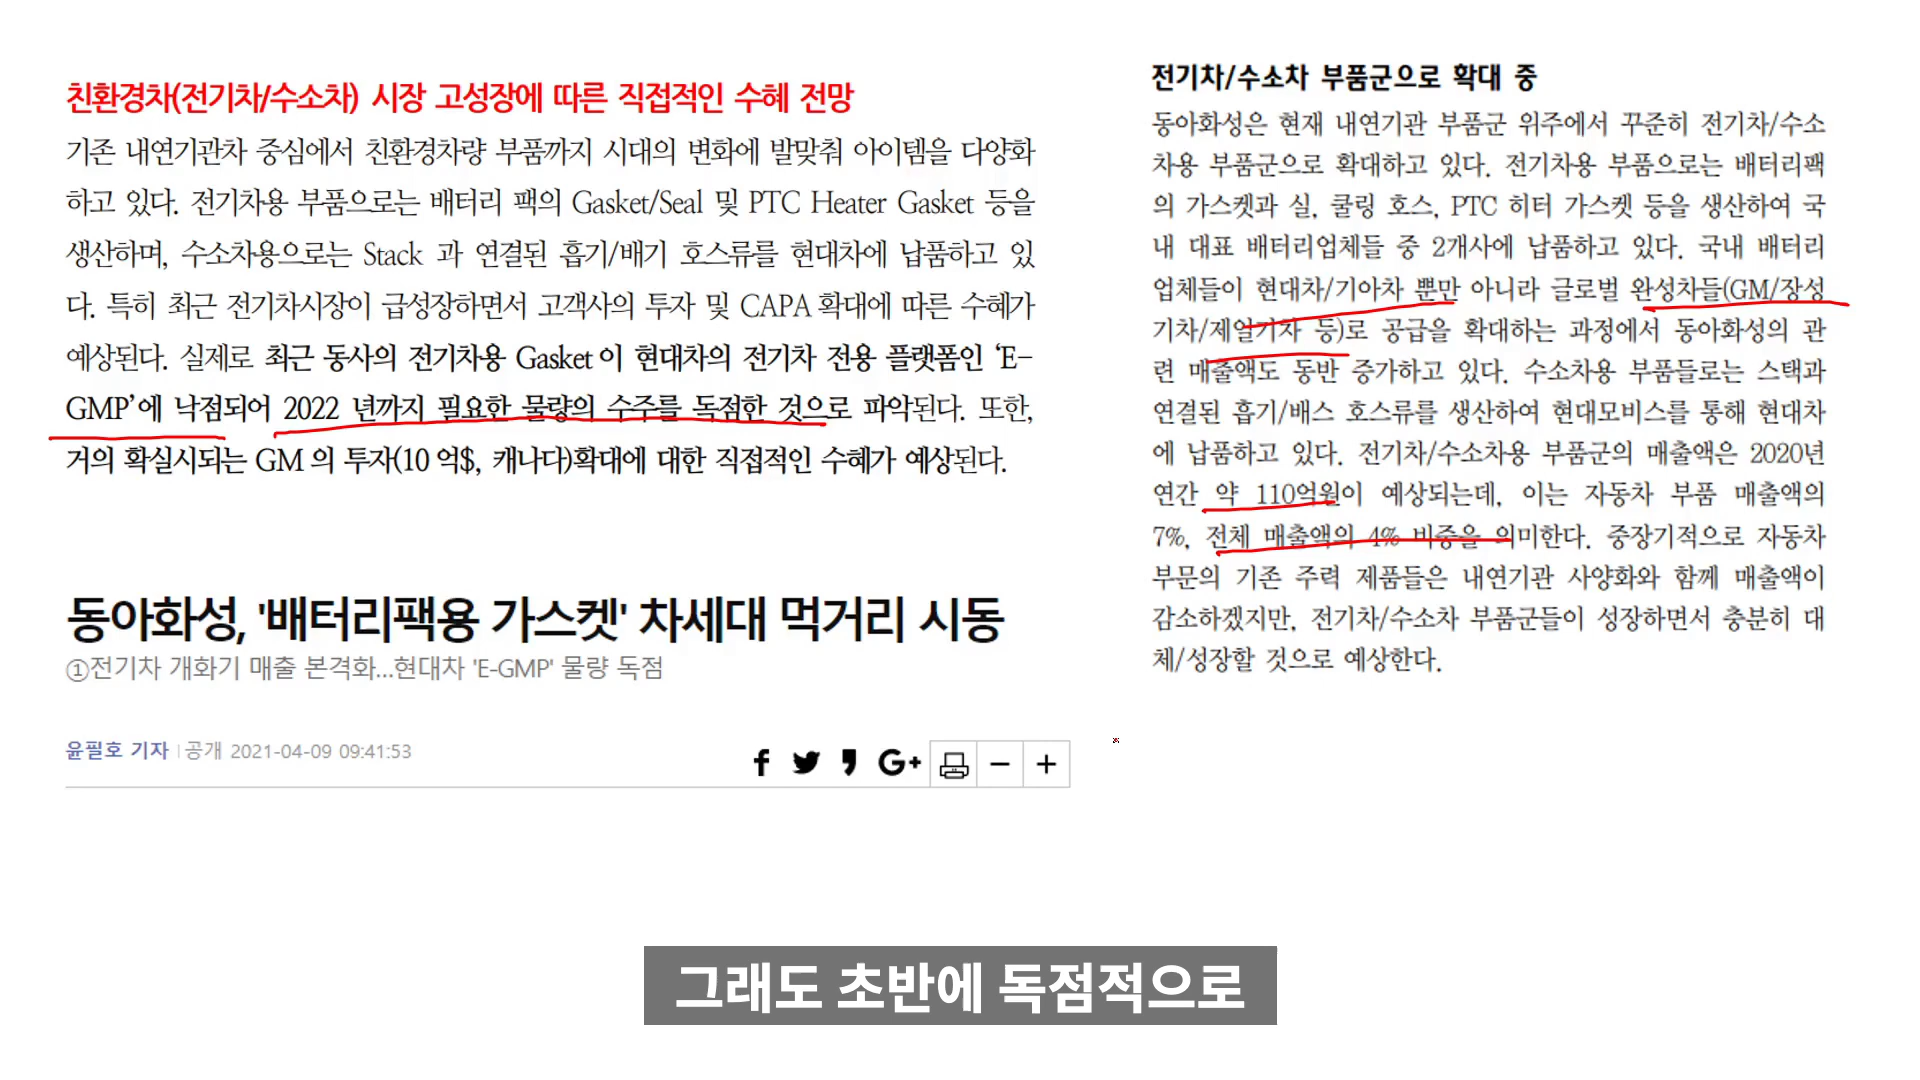 친환경차(전기차/수소차) 시장 고성장에 따른 직접적인 수혜 전망
기존 내연기관차 중심에서 친환경차량 부품까지 시대의 변화에 발맞춰 아이템을 다양화
하고 있다. 전기차용 부품으로는 배터리 팩의 Gasket/Seal 및 PTC Heater Gasket 등을
생산하며, 수소차용으로는 Stack 과 연결된 흡기/배기 호스류를 현대차에 납품하고 있
다. 특히 최근 전기차시장이 급성장하면서 고객사의 투자 및 CAPA 확대에 따른 수혜가
예상된다. 실제로 최근 동사의 전기차용 Gasket 이 현대차의 전기차 전용 플랫폼인 ‘E-
GMP’에 낙점되어 2022 년까지 필요한 물량의 수주를 독점한 것으로 파악된다. 또한,
거의 확실시되는 GM 의 투자(10 억$, 캐나다)확대에 대한 직접적인 수혜가 예상된다.
동아화성, '배터리팩용 가스켓' 차세대 먹거리 시동
①전기차 개화기 매출 본격화...현대차 'E-GMP' 물량 독점
윤필호 기자 | 공개 2021-04-09 09:41:53
전기차/수소차 부품군으로 확대 중
동아화성은 현재 내연기관 부품군 위주에서 꾸준히 전기차/수소
차용 부품군으로 확대하고 있다. 전기차용 부품으로는 배터리팩
의 가스켓과 실, 쿨링 호스, PTC 히터 가스켓 등을 생산하여 국
내 대표 배터리업체들 중 2개사에 납품하고 있다. 국내 배터리
업체들이 현대차/기아차 뿐만 아니라 글로벌 완성차들(GM/장성
기차/제일기차 등)로 공급을 확대하는 과정에서 동아화성의 관
련 매출액도 동반 증가하고 있다. 수소차용 부품들로는 스택과
연결된 흡기/배스 호스류를 생산하여 현대모비스를 통해 현대차
에 납품하고 있다. 전기차/수소차용 부품군의 매출액은 2020년
연간 약 110억원이 예상되는데, 이는 자동차 부품 매출액의
7%, 전체 매출액의 4% 비중을 의미한다. 중장기적으로 자동차
부문의 기존 주력 제품들은 내연기관 사양화와 함께 매출액이
감소하겠지만, 전기차/수소차 부품군들이 성장하면서 충분히 대
체/성장할 것으로 예상한다.
그래도 초반에 독점적으로